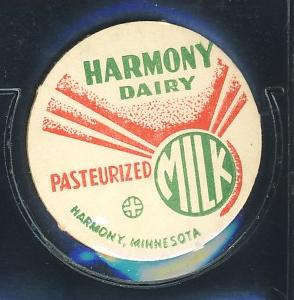 HARMONY
DAIRY
PASTEURIZED
MILK
HARMONY, MINNESOTA